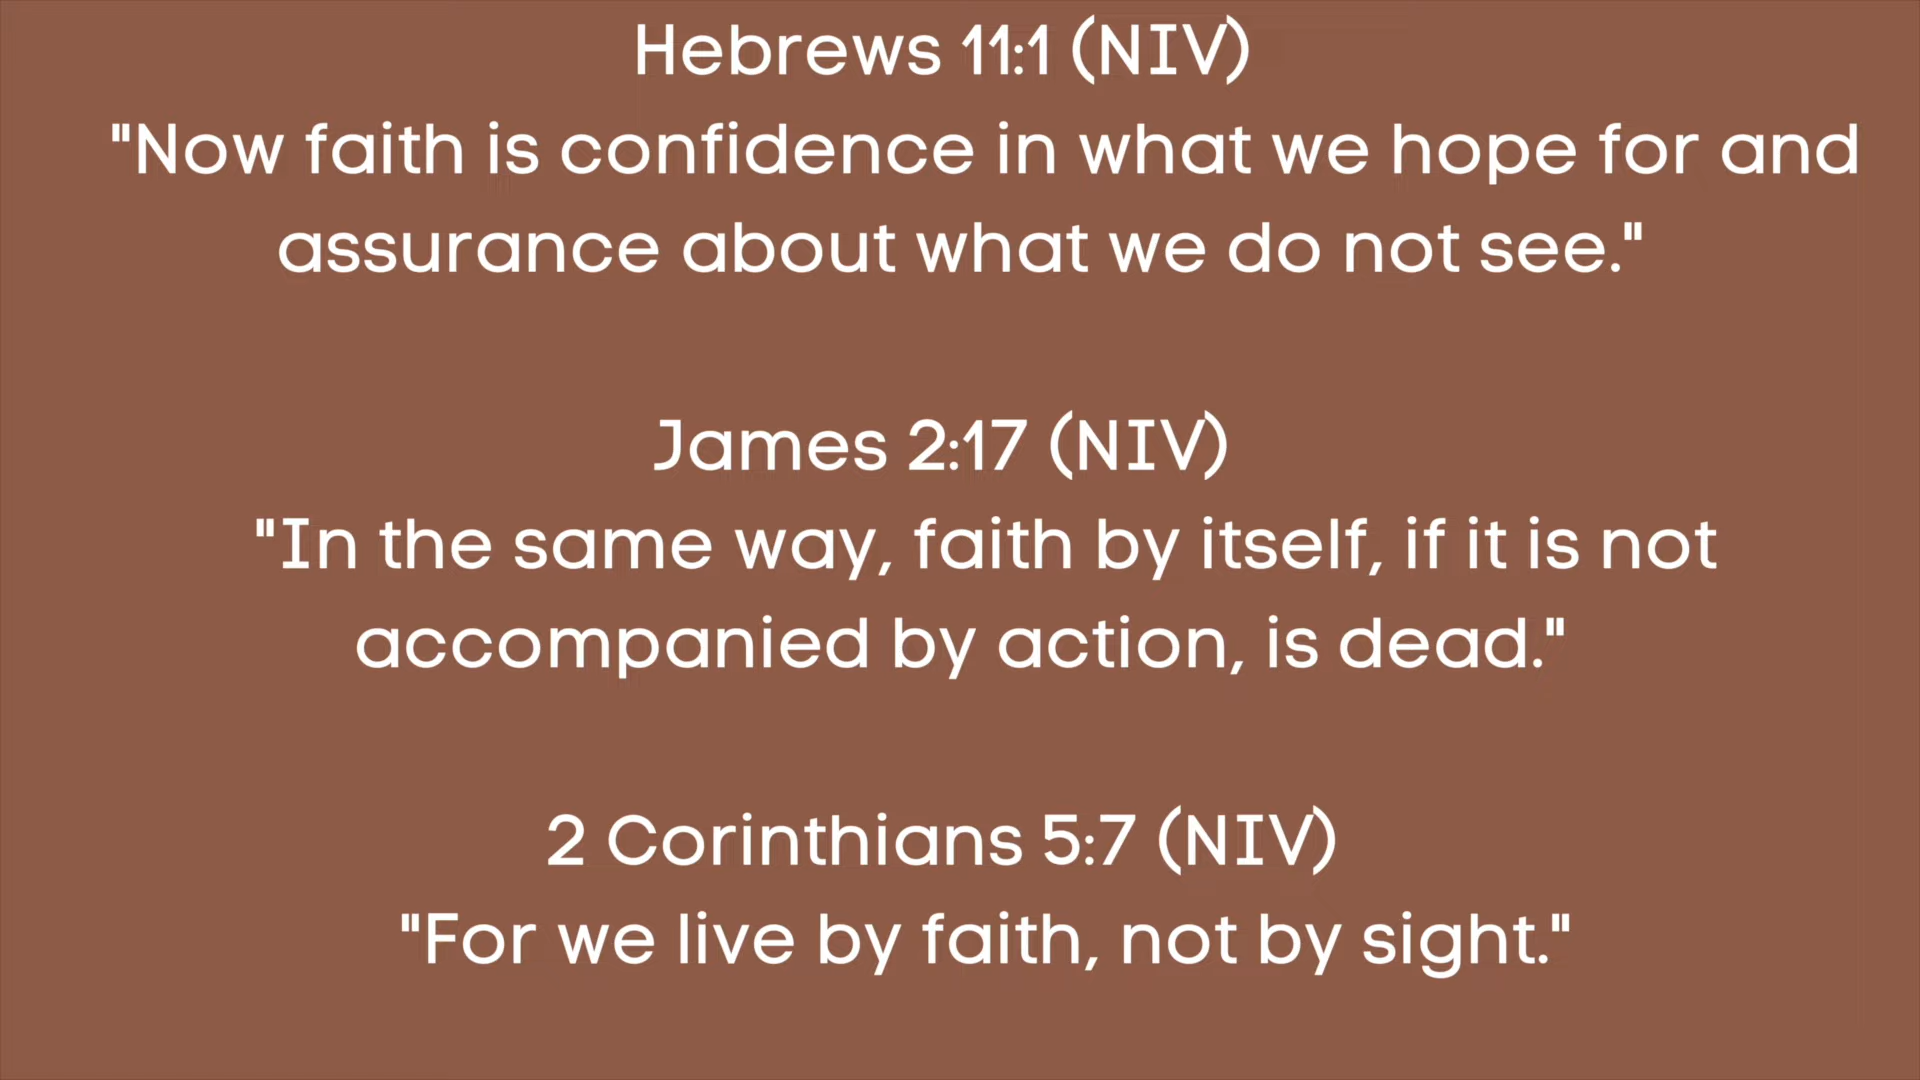 Hebrews 11:1 (NIV)
"Now faith is confidence in what we hope for and
assurance about what we do not see."
James 2:17 (NIV)
"In the same way, faith by itself, if it is not
accompanied by action, is dead."
2 Corinthians 5:7 (NIV)
"For we live by faith, not by sight."